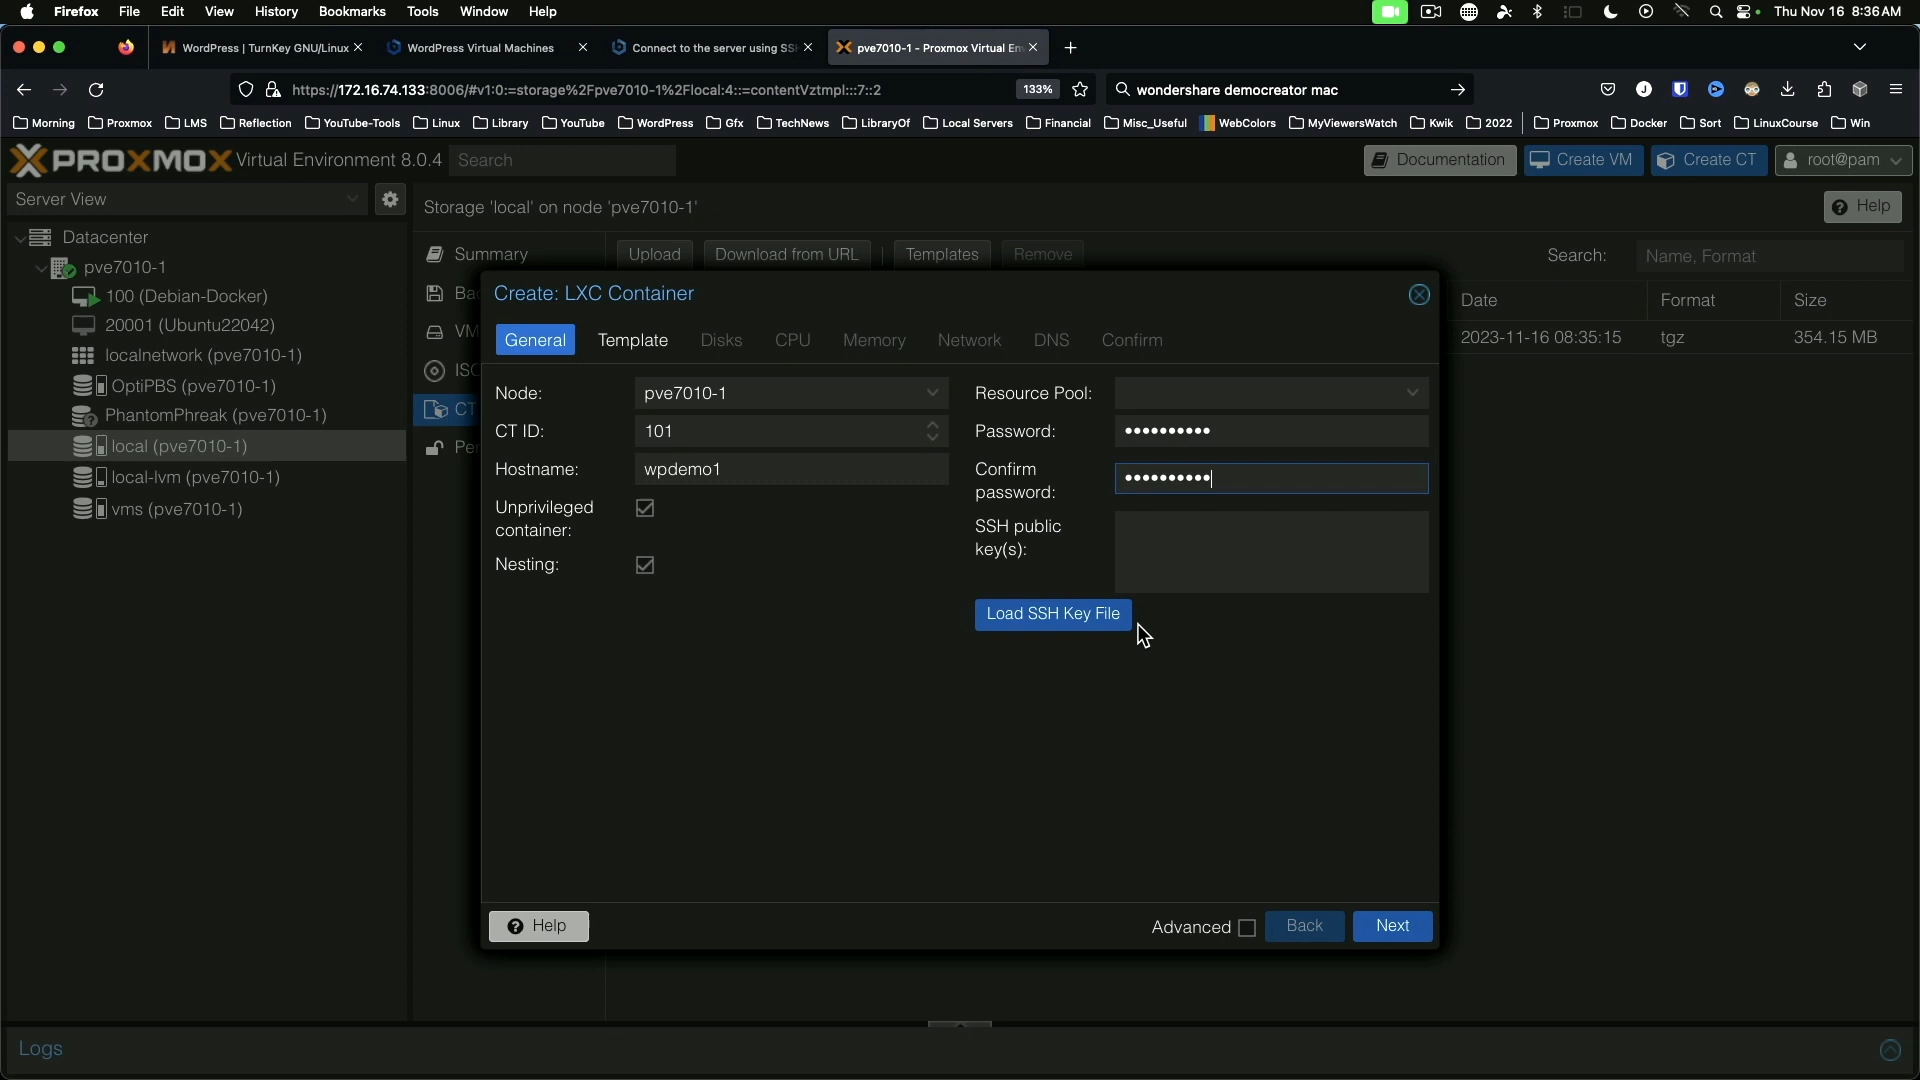 Firefox File Edit View History Bookmarks Tools Window Help Thu Nov 16 8:36 AM
WordPress | TurnKey GNU/Linux WordPress Virtual Machines Connect to the server using SS pve7010-1 - Proxmox Virtual En
https://172.16.74.133:8006/#v1:0:=storage%2Fpve7010-1%2Flocal:4::=contentVztmpl:::7::2 133% wondershare democreator mac
Morning Proxmox LMS Reflection YouTube-Tools Linux Library YouTube WordPress Gfx TechNews LibraryOf Local Servers Financial Misc_Useful WebColors MyViewersWatch Kwik 2022 Proxmox Docker Sort LinuxCourse Win
PROXMOX Virtual Environment 8.0.4 Search Documentation Create VM Create CT root@pam
Server View
Storage 'local' on node 'pve7010-1' Help
Datacenter
pve7010-1
100 (Debian-Docker)
20001 (Ubuntu22042)
localnetwork (pve7010-1)
OptiPBS (pve7010-1)
PhantomPhreak (pve7010-1)
local (pve7010-1)
local-lvm (pve7010-1)
vms (pve7010-1)
Summary
Ba
VM
ISO
CT
Per
Upload Download from URL Templates Remove Search: Name, Format
Date Format Size
2023-11-16 08:35:15 tgz 354.15 MB
Create: LXC Container
General Template Disks CPU Memory Network DNS Confirm
Node: pve7010-1
CT ID: 101
Hostname: wpdemo1
Unprivileged
container:
Nesting:
Resource Pool:
Password: ••••••••••
Confirm
password: ••••••••••
SSH public
key(s):
Load SSH Key File
Help Advanced Back Next
Logs